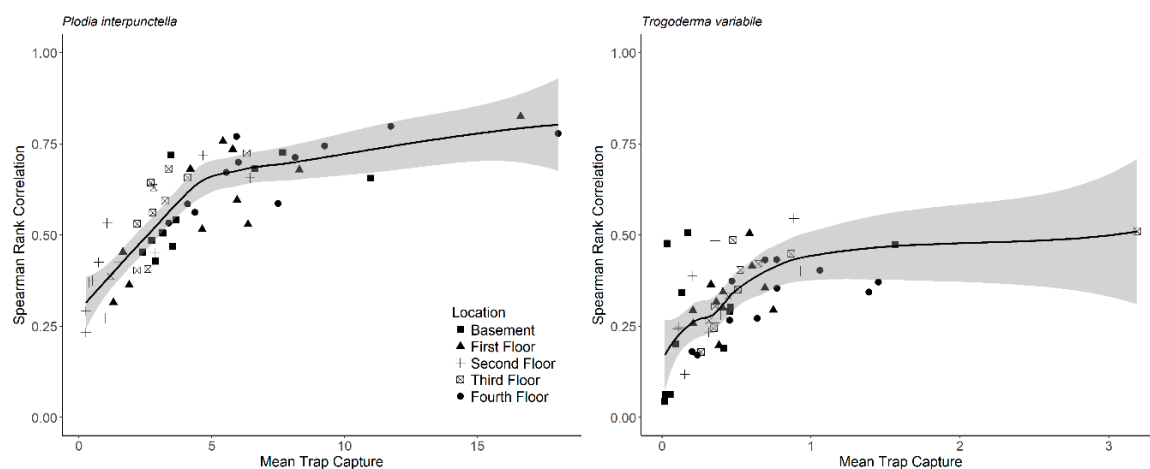 Plodia interpunctella
1.00
0.75
0.50
0.25
0.00
Spearman Rank Correlation
0
5
10
15
Mean Trap Capture
Location
Basement
First Floor
Second Floor
Third Floor
Fourth Floor
Trogoderma variabile
1.00
0.75
0.50
0.25
0.00
Spearman Rank Correlation
0
1
2
3
Mean Trap Capture